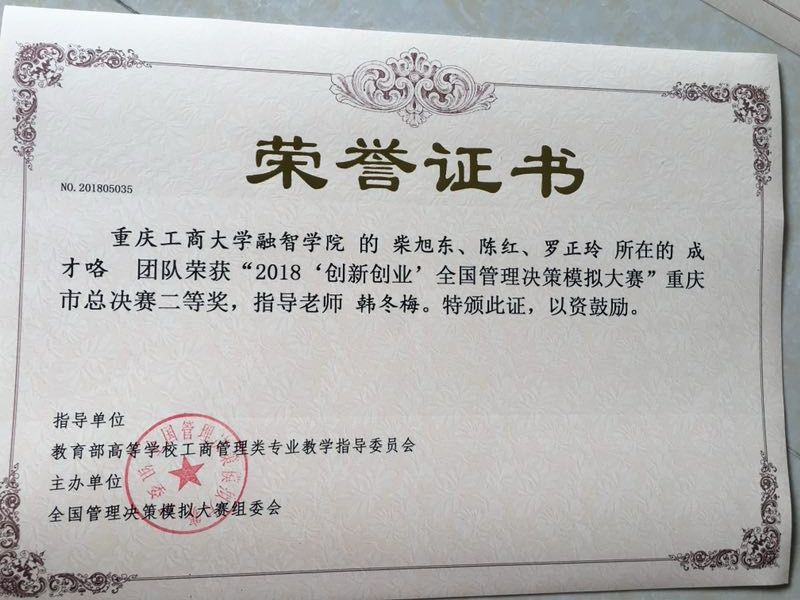 荣誉证书
NO.201805035
重庆工商大学融智学院 的 柴旭东、陈红、罗正玲 所在的 成
才咯 团队荣获“2018‘创新创业’全国管理决策模拟大赛”重庆
市总决赛二等奖，指导老师 韩冬梅。特颁此证，以资鼓励。
指导单位
教育部高等学校工商管理类专业教学指导委员会
主办单位
全国管理决策模拟大赛组委会